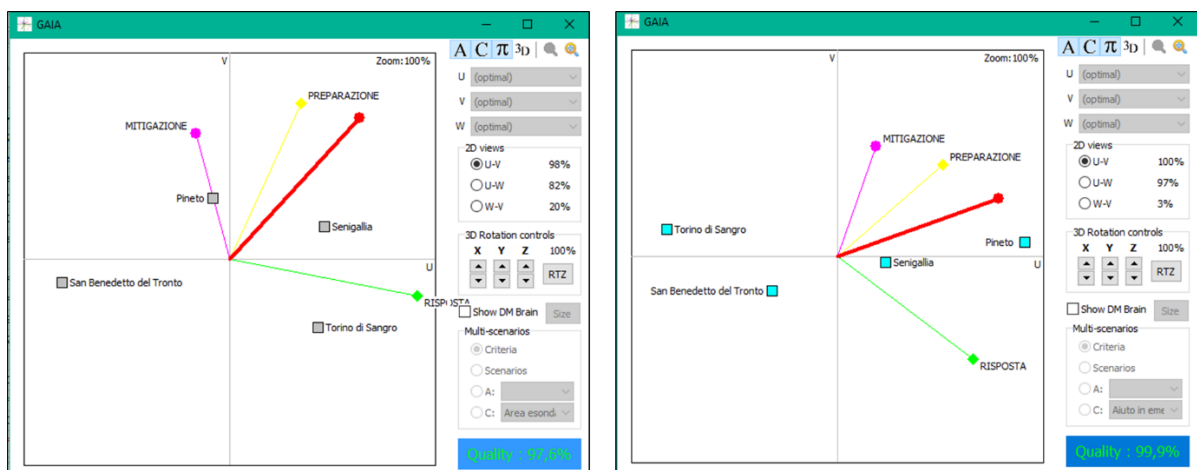 GAIA
A C π 3D
V
Zoom:100%
U (optimal)
V (optimal)
W (optimal)
PREPARAZIONE
MITIGAZIONE
2D views
U-V 98%
U-W 82%
W-V 20%
Pineto
Senigallia
3D Rotation controls
X Y Z 100%
RTZ
U
San Benedetto del Tronto
RISPOSTA
Show DM Brain Size
Torino di Sangro
Multi-scenarios
Criteria
Scenarios
A:
C: Area esond
Quality : 97,6%
GAIA
A C π 3D
V
Zoom:100%
U (optimal)
V (optimal)
W (optimal)
MITIGAZIONE
PREPARAZIONE
2D views
U-V 100%
U-W 97%
W-V 3%
Torino di Sangro
Pineto
3D Rotation controls
X Y Z 100%
RTZ
Senigallia
U
San Benedetto del Tronto
Show DM Brain Size
Multi-scenarios
Criteria
RISPOSTA
Scenarios
A:
C: Aiuto in eme
Quality : 99,9%